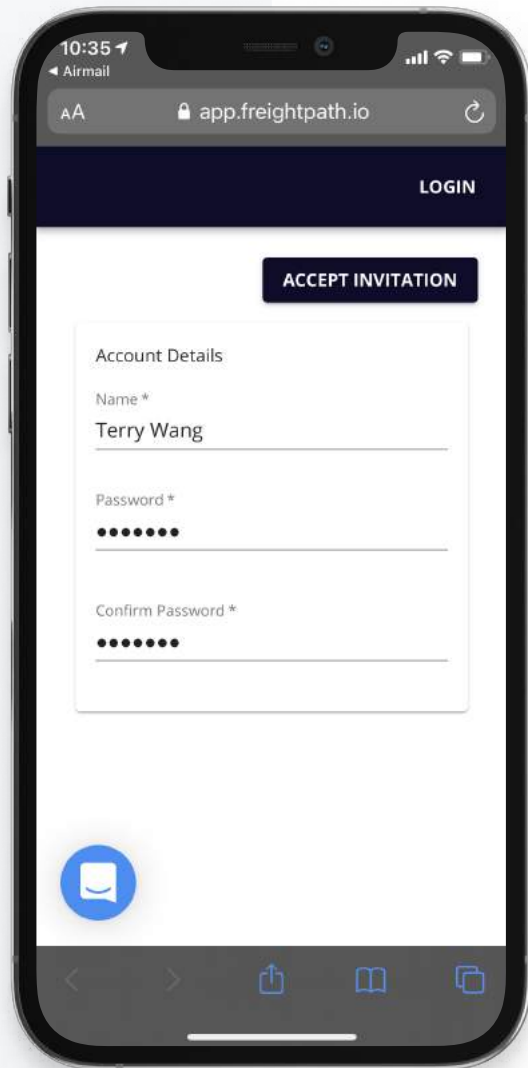 10:35
◀ Airmail
AA
app.freightpath.io
LOGIN
ACCEPT INVITATION
Account Details
Name *
Terry Wang
Password *
•••••••
Confirm Password *
•••••••